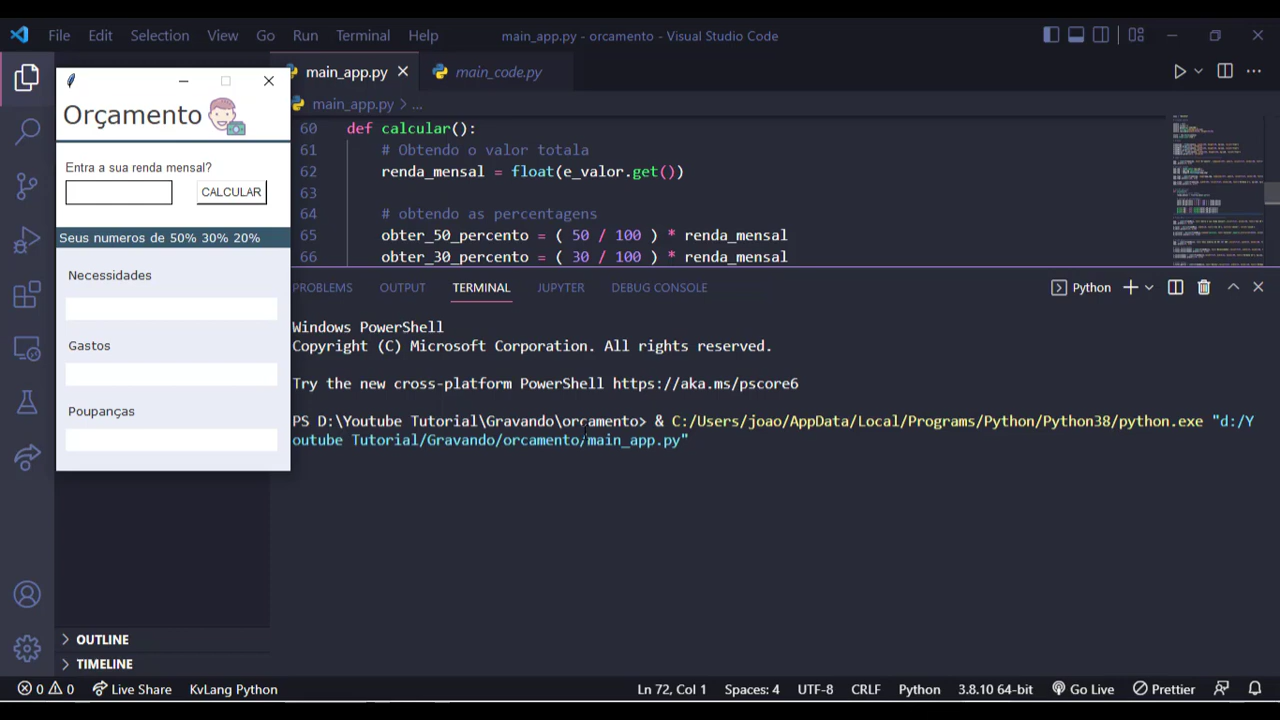 File Edit Selection View Go Run Terminal Help main_app.py - orcamento - Visual Studio Code
main_app.py main_code.py
main_app.py > ...
Orçamento
Entra a sua renda mensal?
CALCULAR
Seus numeros de 50% 30% 20%
Necessidades
Gastos
Poupanças
60 def calcular():
61 # Obtendo o valor totala
62 renda_mensal = float(e_valor.get())
63
64 # obtendo as percentagens
65 obter_50_percento = ( 50 / 100 ) * renda_mensal
66 obter_30_percento = ( 30 / 100 ) * renda_mensal
PROBLEMS OUTPUT TERMINAL JUPYTER DEBUG CONSOLE Python
Windows PowerShell
Copyright (C) Microsoft Corporation. All rights reserved.
Try the new cross-platform PowerShell https://aka.ms/pscore6
PS D:\Youtube Tutorial\Gravando\orcamento> & C:/Users/joao/AppData/Local/Programs/Python/Python38/python.exe "d:/Y
outube Tutorial/Gravando/orcamento/main_app.py"
OUTLINE
TIMELINE
0 0 Live Share KvLang Python Ln 72, Col 1 Spaces: 4 UTF-8 CRLF Python 3.8.10 64-bit Go Live Prettier